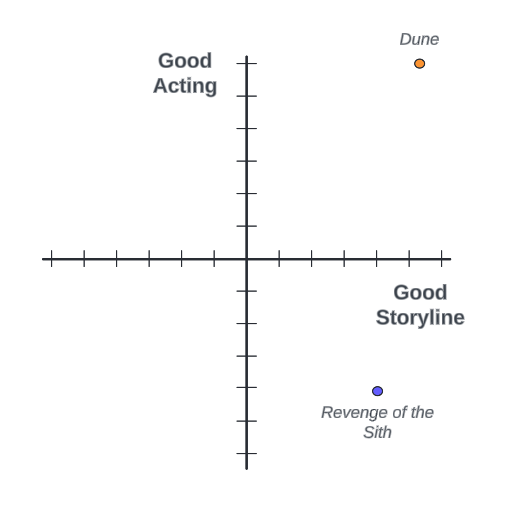 Dune
Good
Acting
Good
Storyline
Revenge of the
Sith